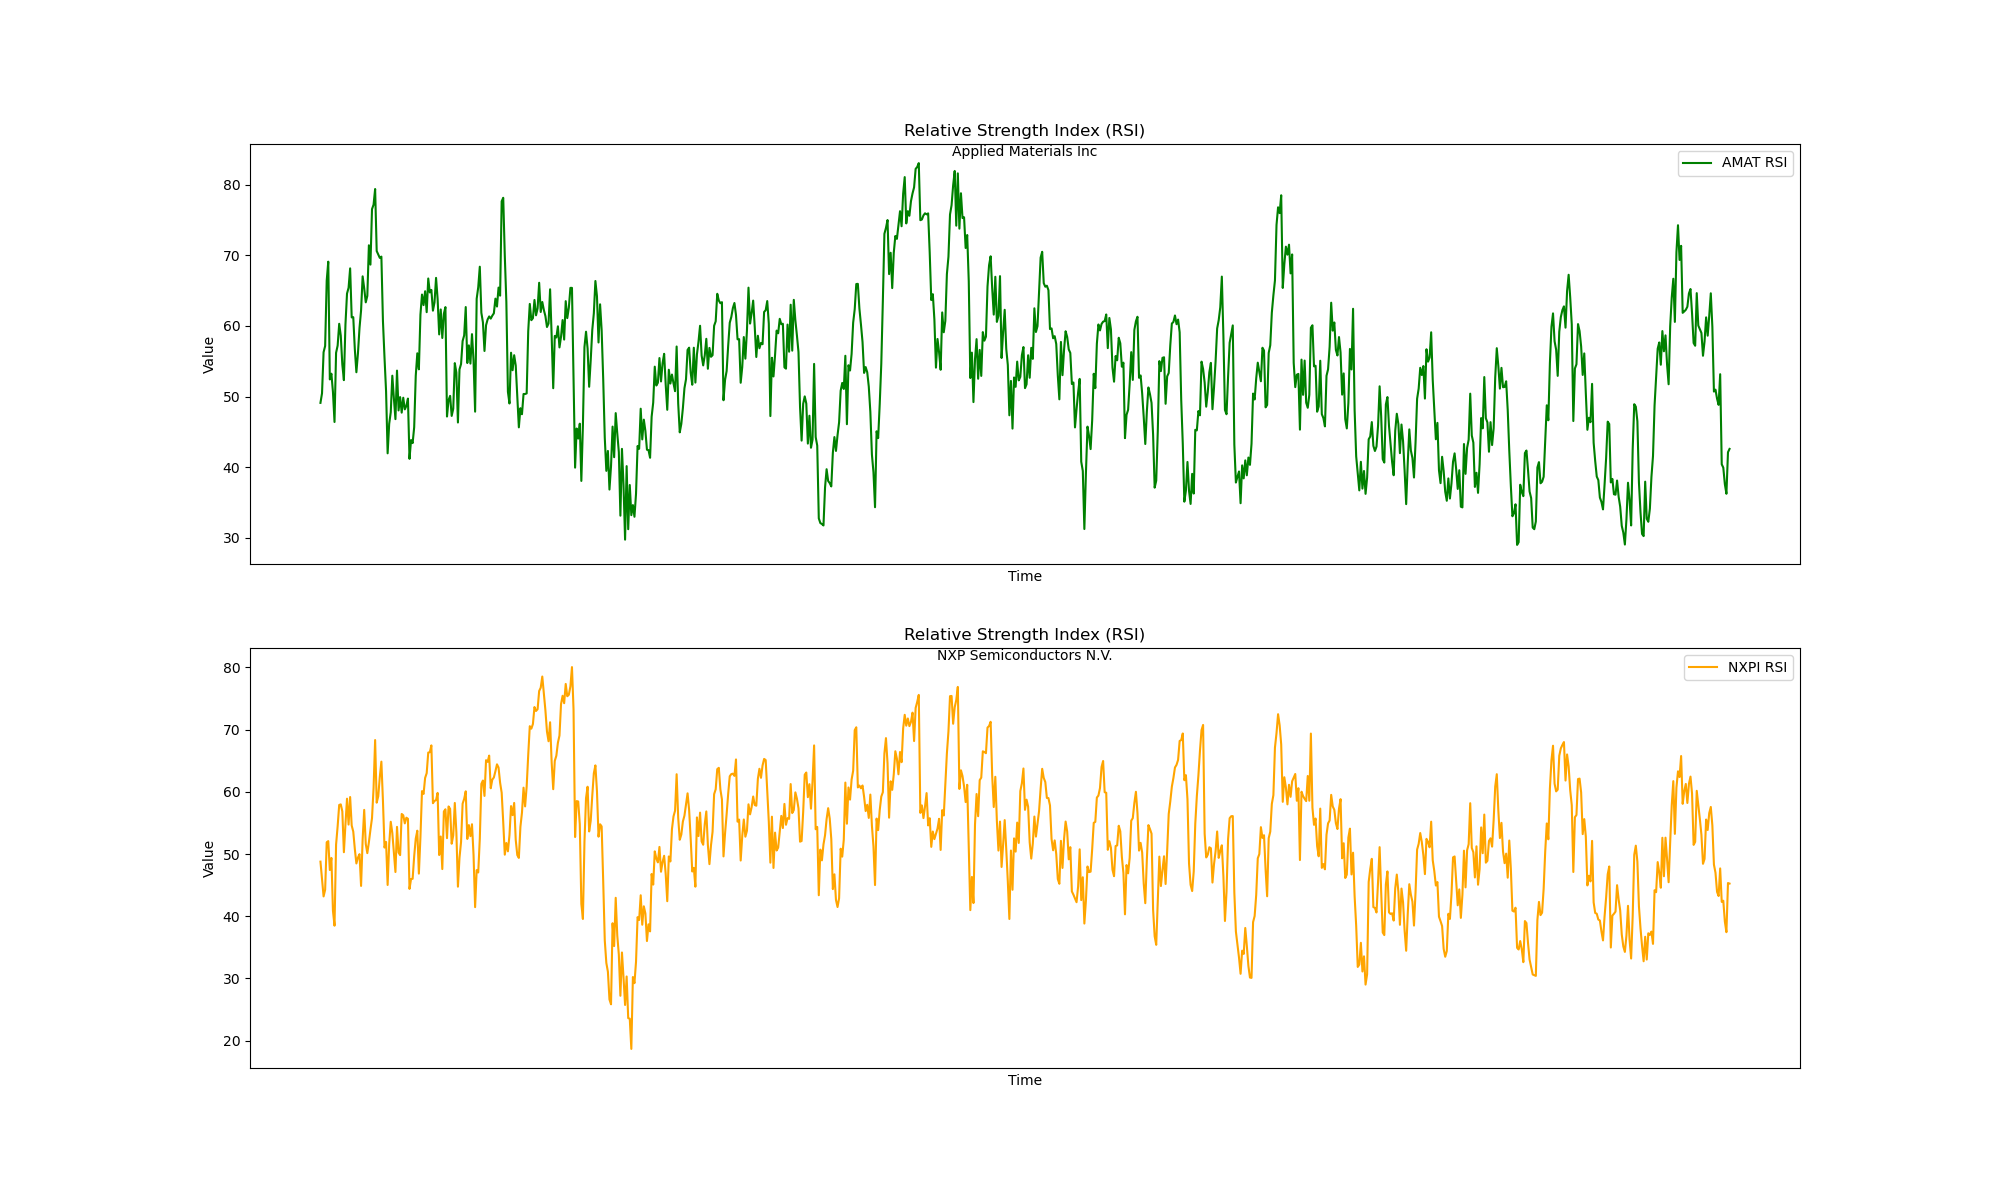 Relative Strength Index (RSI)
Applied Materials Inc
AMAT RSI
80
70
60
50
40
30
Value
Time
Relative Strength Index (RSI)
NXP Semiconductors N.V.
NXPI RSI
80
70
60
50
40
30
20
Value
Time